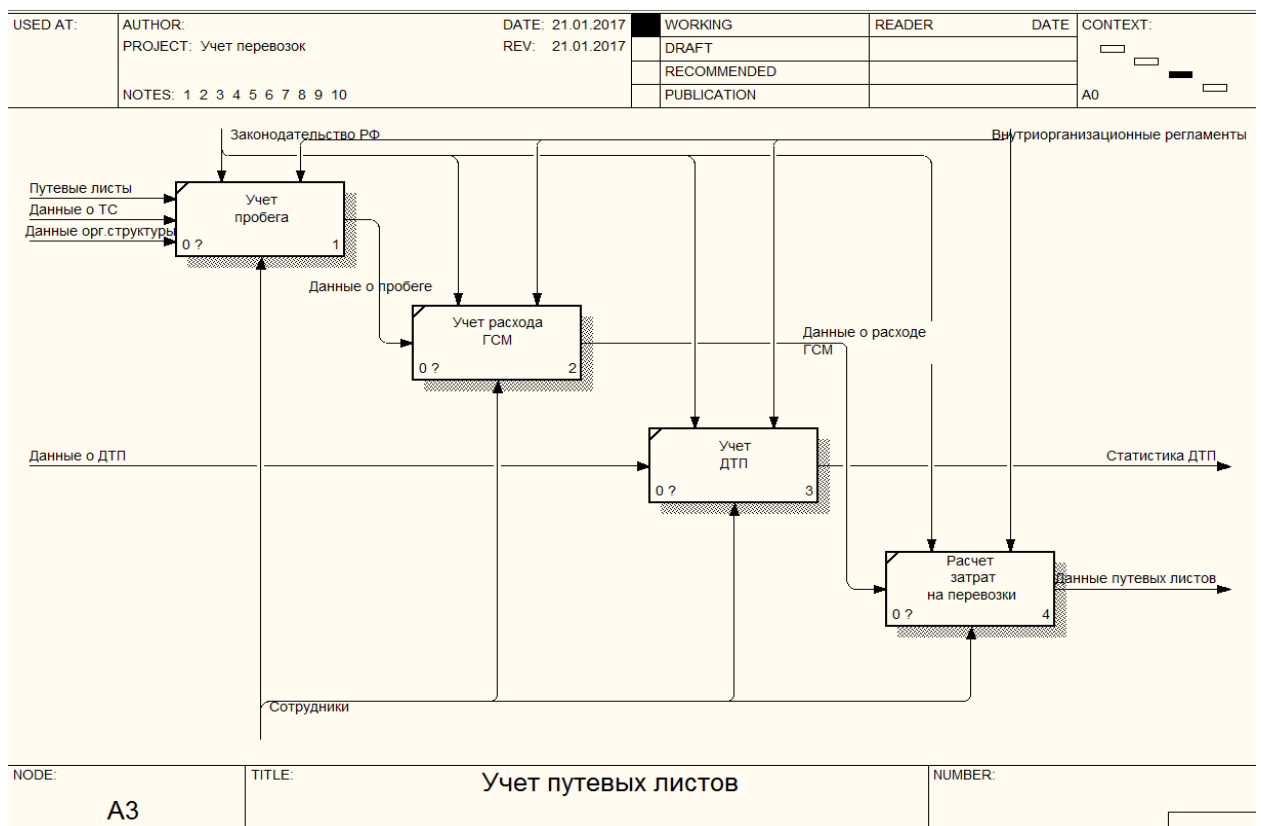 USED AT:
AUTHOR:
DATE: 21.01.2017
WORKING
READER
DATE
CONTEXT:
PROJECT: Учет перевозок
REV: 21.01.2017
DRAFT
RECOMMENDED
NOTES: 1 2 3 4 5 6 7 8 9 10
PUBLICATION
A0
Законодательство РФ
Внутриорганизационные регламенты
Путевые листы
Данные о ТС
Данные орг.структуры
Учет
пробега
0 ?
1
Данные о пробеге
Учет расхода
ГСМ
0 ?
2
Данные о расходе
ГСМ
Данные о ДТП
Учет
ДТП
0 ?
3
Статистика ДТП
Расчет
затрат
на перевозки
0 ?
4
Данные путевых листов
Сотрудники
NODE:
A3
TITLE:
Учет путевых листов
NUMBER: